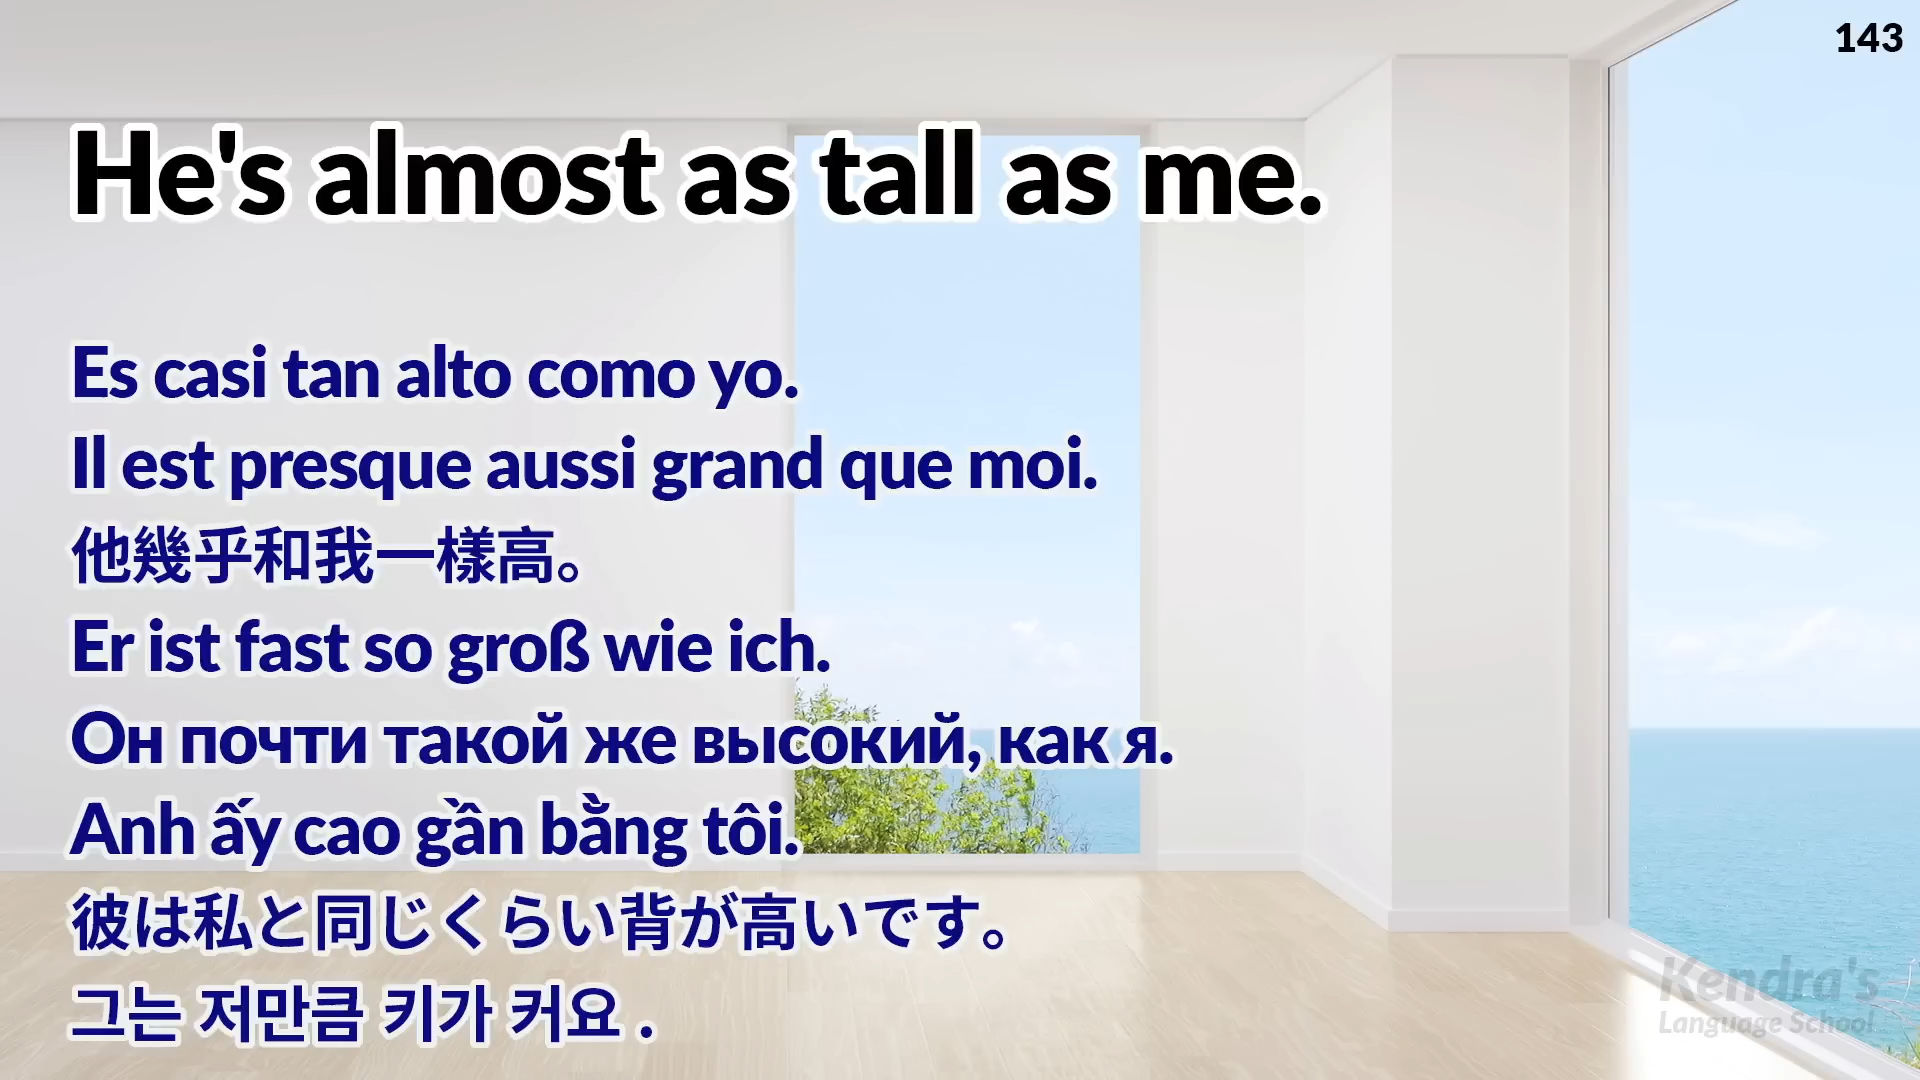 143
He's almost as tall as me.
Es casi tan alto como yo.
Il est presque aussi grand que moi.
他幾乎和我一樣高。
Er ist fast so groß wie ich.
Он почти такой же высокий, как я.
Anh ấy cao gần bằng tôi.
彼は私と同じくらい背が高いです。
그는 저만큼 키가 커요 .
Kendra's
Language School